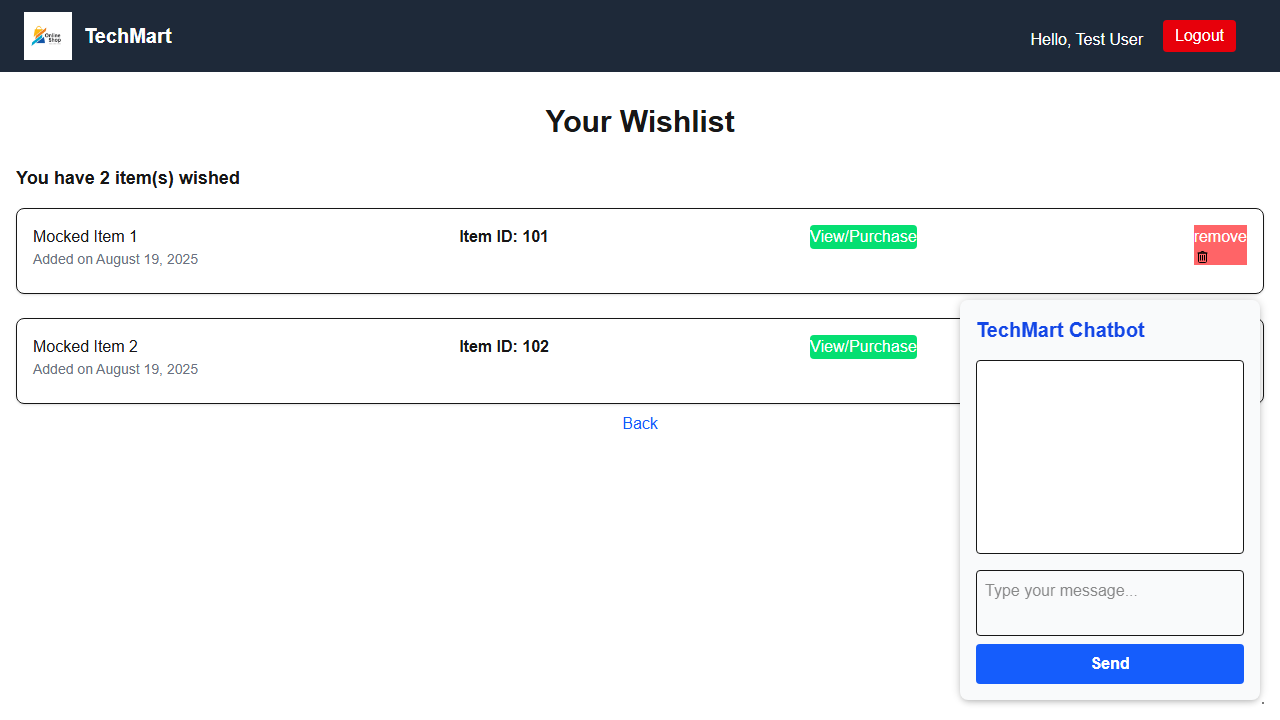 Online
Shop
TechMart
Hello, Test User
Logout
Your Wishlist
You have 2 item(s) wished
Mocked Item 1
Added on August 19, 2025
Item ID: 101
View/Purchase
remove
Mocked Item 2
Added on August 19, 2025
Item ID: 102
View/Purchase
Back
TechMart Chatbot
Type your message...
Send
.